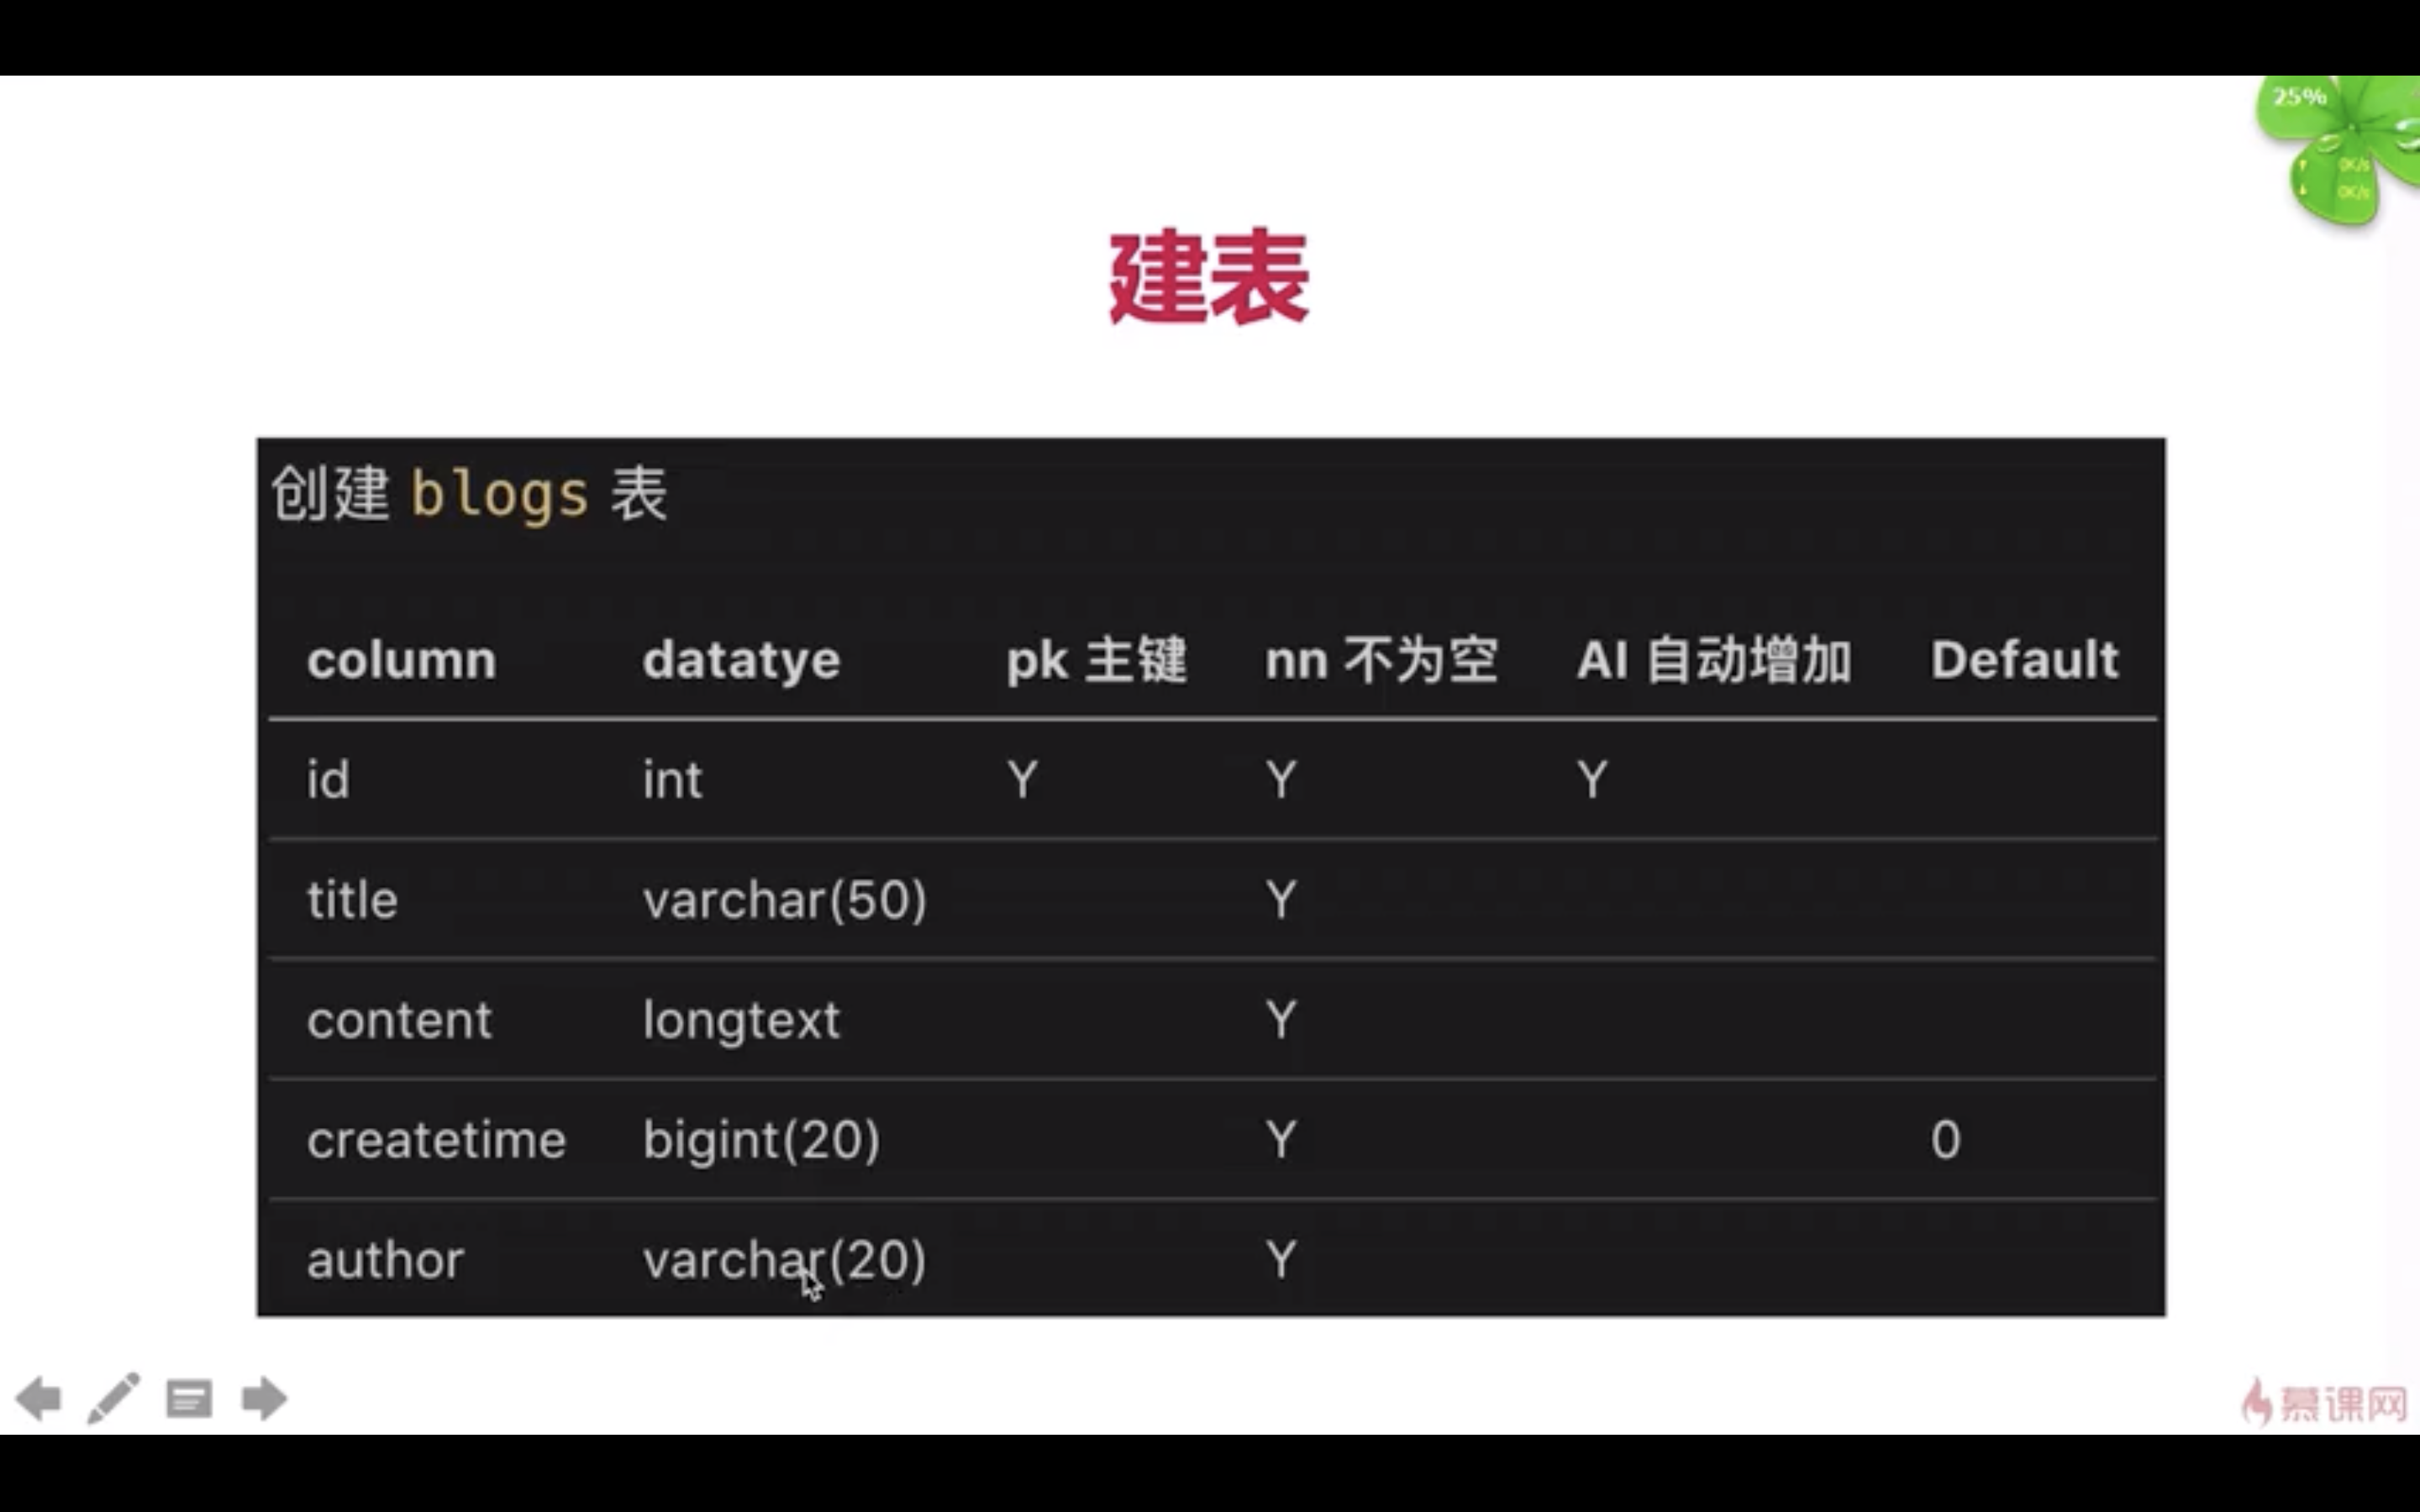 25%
0K/s
0K/s
建表
创建 blogs 表
column datatye pk 主键 nn 不为空 AI 自动增加 Default
id int Y Y Y
title varchar(50) Y
content longtext Y
createtime bigint(20) Y 0
author varchar(20) Y
慕课网